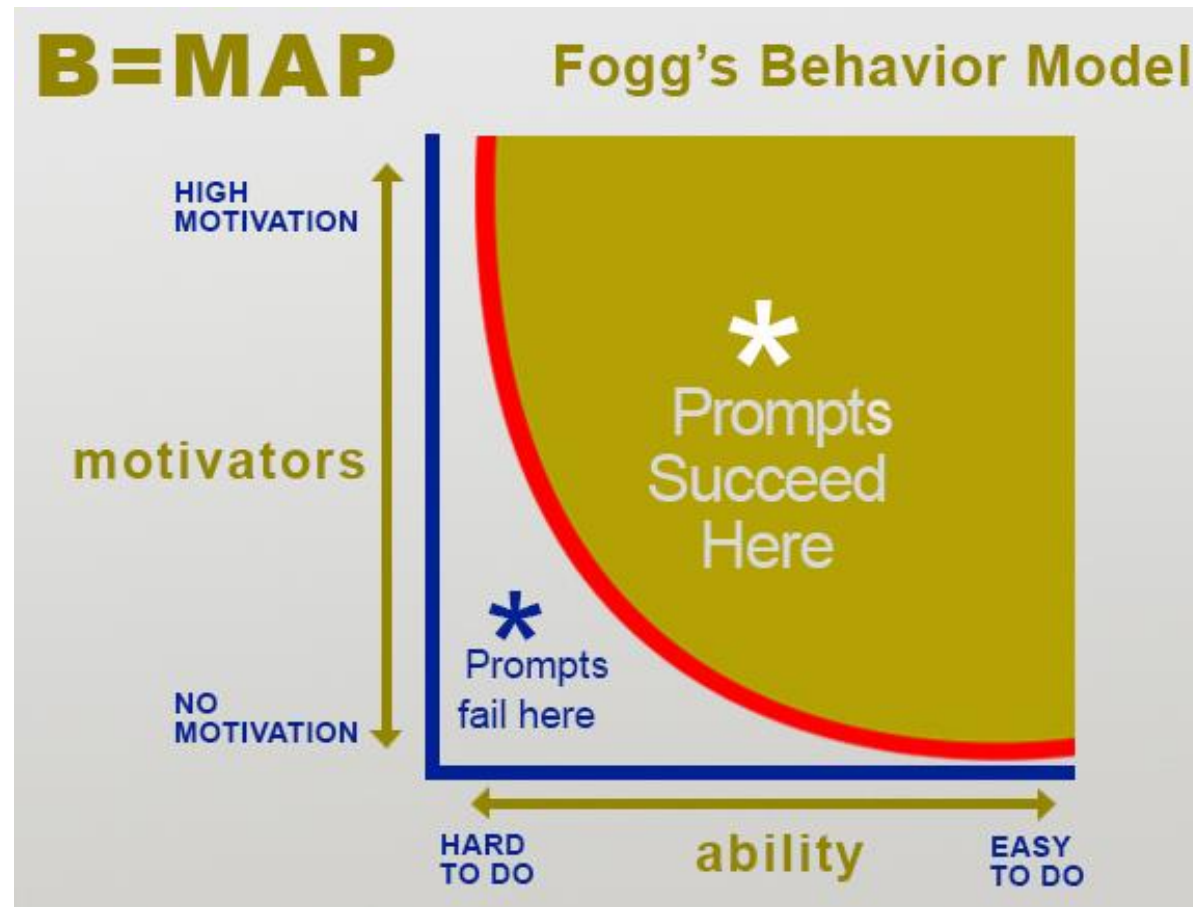 B=MAP
Fogg's Behavior Model
HIGH
MOTIVATION
motivators
NO
MOTIVATION
*
Prompts
Succeed
Here
*
Prompts
fail here
HARD
TO DO
ability
EASY
TO DO